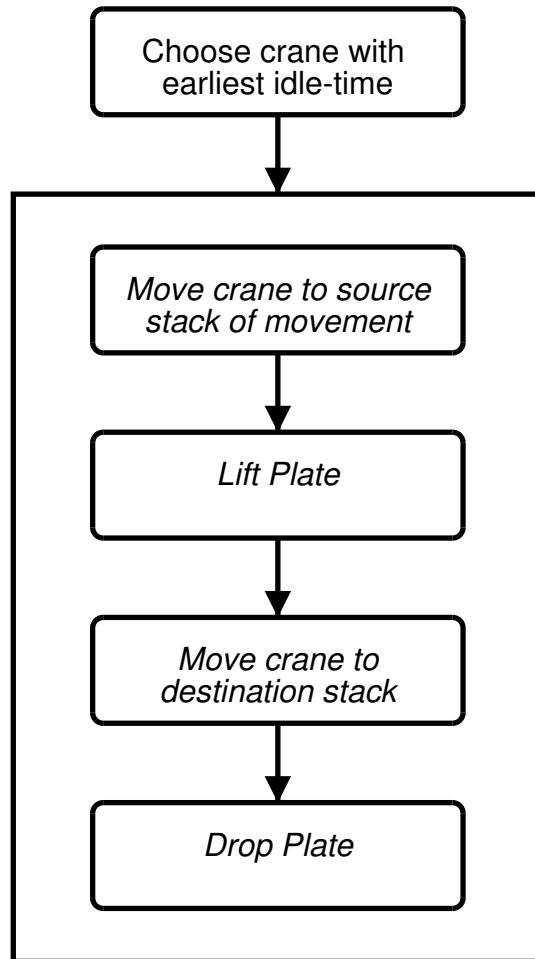 Choose crane with
earliest idle-time
Move crane to source
stack of movement
Lift Plate
Move crane to
destination stack
Drop Plate